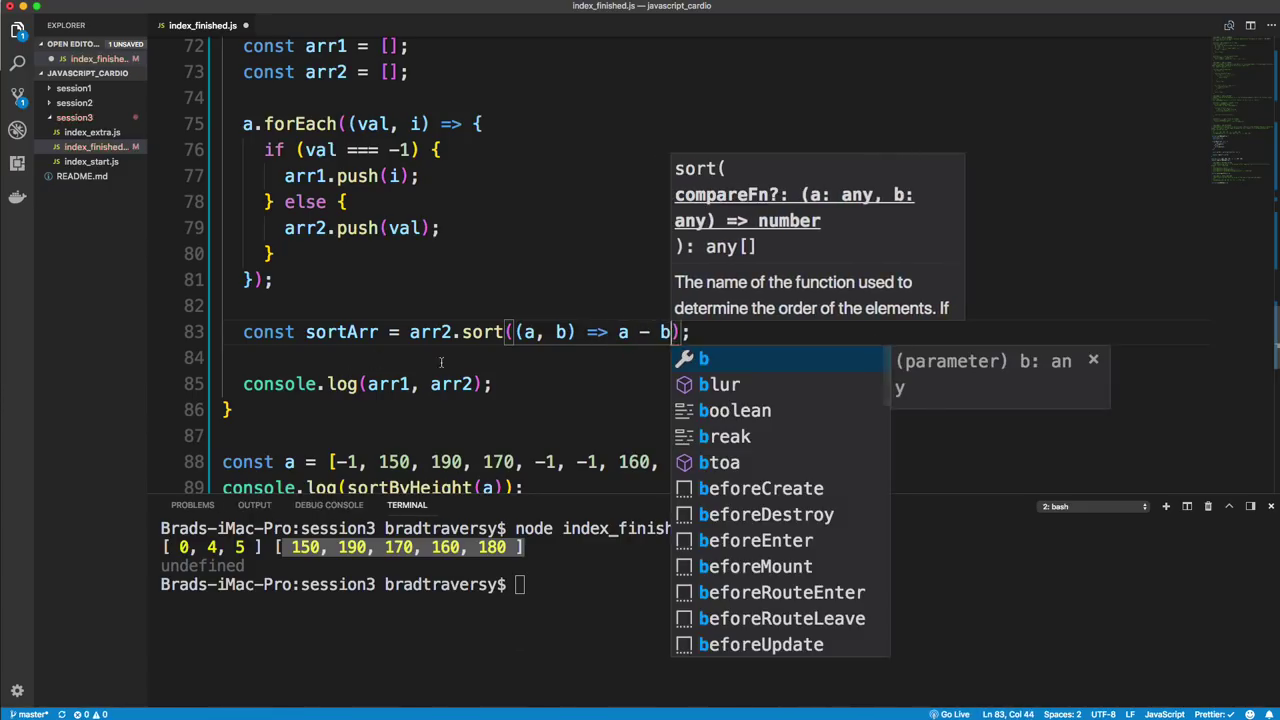 index_finished.js — javascript_cardio
EXPLORER
OPEN EDITO... 1 UNSAVED
index_finishe... M
JAVASCRIPT_CARDIO
session1
session2
session3
index_extra.js
index_finished... M
index_start.js
README.md
index_finished.js
72 const arr1 = [];
73 const arr2 = [];
74
75 a.forEach((val, i) => {
76 if (val === -1) {
77 arr1.push(i);
78 } else {
79 arr2.push(val);
80 }
81 });
82
83 const sortArr = arr2.sort((a, b) => a - b);
84
85 console.log(arr1, arr2);
86 }
87
88 const a = [-1, 150, 190, 170, -1, -1, 160,
89 console.log(sortByHeight(a));
sort(
compareFn?: (a: any, b:
any) => number
): any[]
The name of the function used to
determine the order of the elements. If
b
blur
boolean
break
btoa
beforeCreate
beforeDestroy
beforeEnter
beforeMount
beforeRouteEnter
beforeRouteLeave
beforeUpdate
(parameter) b: an
y
PROBLEMS OUTPUT DEBUG CONSOLE TERMINAL
2: bash
Brads-iMac-Pro:session3 bradtraversy$ node index_finish
[ 0, 4, 5 ] [ 150, 190, 170, 160, 180 ]
undefined
Brads-iMac-Pro:session3 bradtraversy$
master* 0 0 Go Live Ln 83, Col 44 Spaces: 2 UTF-8 LF JavaScript Prettier: ✓